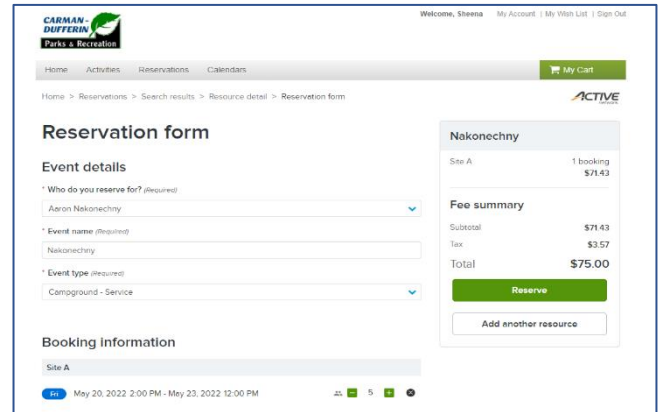 CARMAN -
DUFFERIN
Parks & Recreation
Welcome, Sheena My Account | My Wish List | Sign Out
Home Activities Reservations Calendars My Cart
Home > Reservations > Search results > Resource detail > Reservation form
ACTIVE
Reservation form
Event details
* Who do you reserve for? (Required)
Aaron Nakonechny
* Event name (Required)
Nakonechny
* Event type (Required)
Campground - Service
Booking information
Site A
Fri May 20, 2022 2:00 PM - May 23, 2022 12:00 PM 5
Nakonechny
Site A 1 booking
$71.43
Fee summary
Subtotal $71.43
Tax $3.57
Total $75.00
Reserve
Add another resource